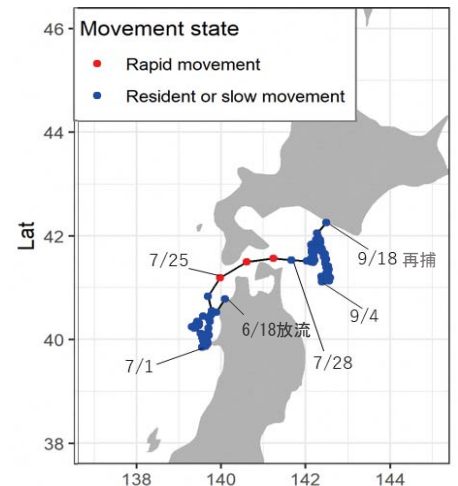 Movement state
Rapid movement
Resident or slow movement
46
44
42
40
38
Lat
7/25
9/18 再捕
6/18放流
9/4
7/1
7/28
138
140
142
144